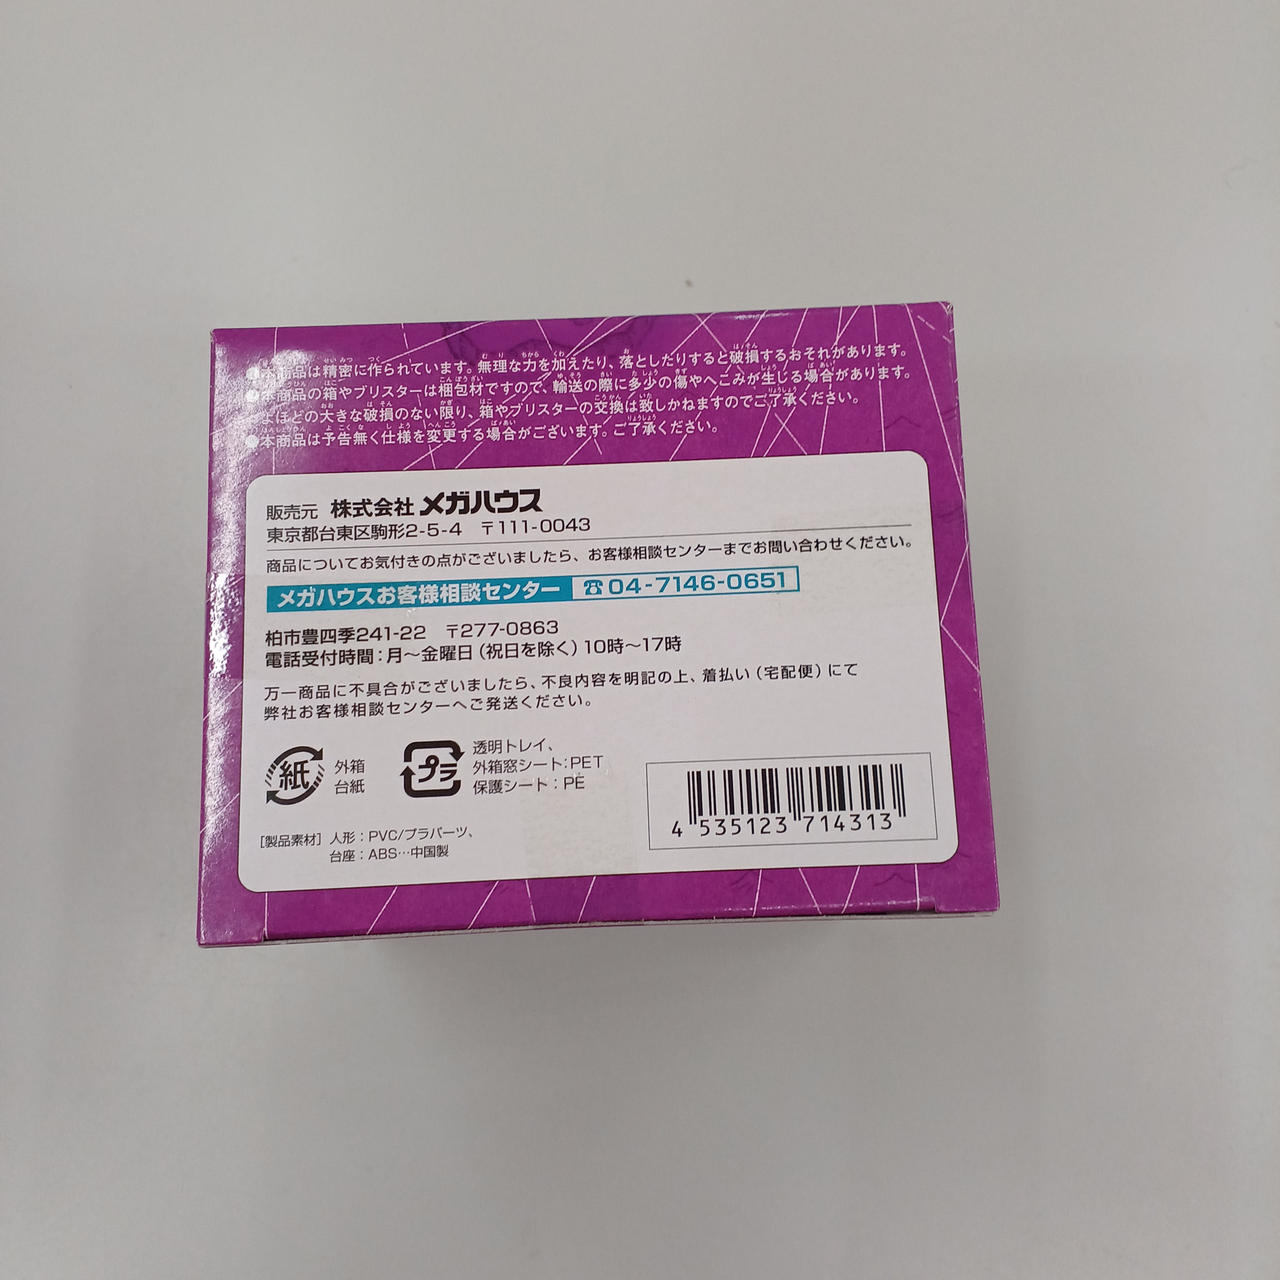 ●本商品は精密に作られています。無理な力を加えたり、落としたりすると破損するおそれがあります。
●本商品の箱やブリスターは梱包材ですので、輸送の際に多少の傷やへこみが生じる場合があります。
よほどの大きな破損のない限り、箱やブリスターの交換は致しかねますのでご了承ください。
●本商品は予告無く仕様を変更する場合がございます。ご了承ください。
販売元 株式会社メガハウス
東京都台東区駒形2-5-4 〒111-0043
商品についてお気付きの点がございましたら、お客様相談センターまでお問い合わせください。
メガハウスお客様相談センター ☎04-7146-0651
柏市豊四季241-22 〒277-0863
電話受付時間：月～金曜日（祝日を除く）10時～17時
万一商品に不具合がございましたら、不良内容を明記の上、着払い（宅配便）にて
弊社お客様相談センターへご発送ください。
紙 外箱
台紙
プラ 透明トレイ、
外箱窓シート：PET
保護シート：PE
[製品素材] 人形：PVC/プラパーツ、
台座：ABS…中国製
4 535123 714313